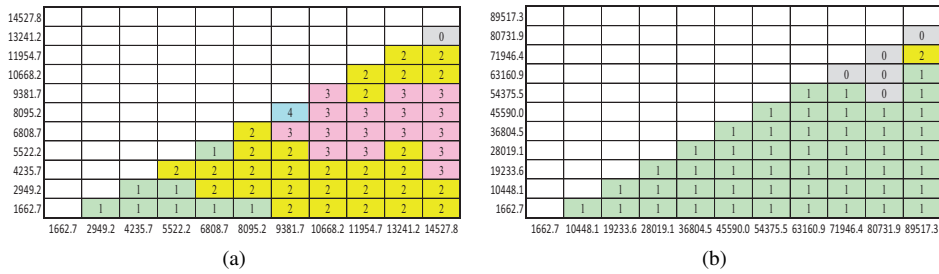 14527.8
13241.2 0
11954.7 2 2
10668.2 2 2 2
9381.7 3 2 3 3
8095.2 4 3 3 3 3
6808.7 2 3 3 3 3 3
5522.2 1 2 2 3 3 2 3
4235.7 2 2 2 2 2 2 2 3
2949.2 1 1 2 2 2 2 2 2 2
1662.7 1 1 1 1 1 2 2 2 2 2
1662.7 2949.2 4235.7 5522.2 6808.7 8095.2 9381.7 10668.2 11954.7 13241.2 14527.8
(a)
89517.3
80731.9 0
71946.4 0 2
63160.9 0 0 1
54375.5 1 1 0 1
45590.0 1 1 1 1 1
36804.5 1 1 1 1 1 1
28019.1 1 1 1 1 1 1 1
19233.6 1 1 1 1 1 1 1 1
10448.1 1 1 1 1 1 1 1 1 1
1662.7 1 1 1 1 1 1 1 1 1 1
1662.7 10448.1 19233.6 28019.1 36804.5 45590.0 54375.5 63160.9 71946.4 80731.9 89517.3
(b)